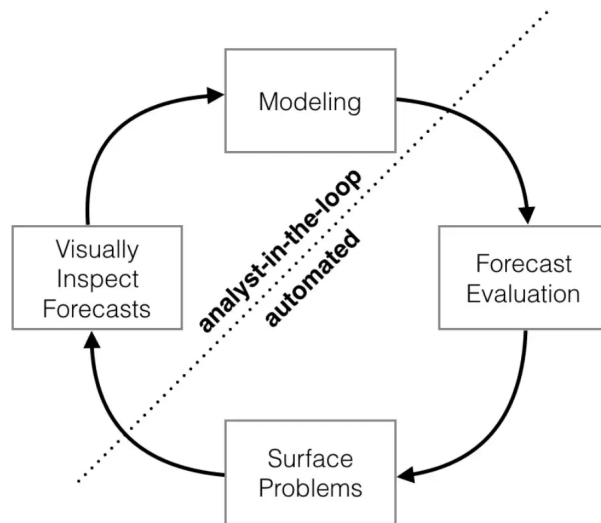 Modeling
analyst-in-the-loop
automated
Visually
Inspect
Forecasts
Forecast
Evaluation
Surface
Problems